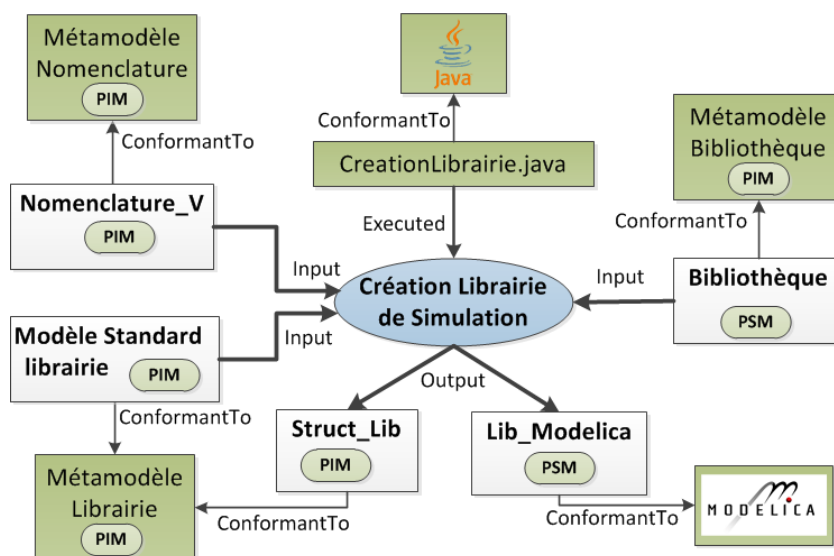 Métamodèle
Nomenclature
PIM
ConformantTo
Nomenclature_V
PIM
Input
Java
ConformantTo
CreationLibrairie.java
Executed
Création Librairie
de Simulation
Métamodèle
Bibliothèque
PIM
ConformantTo
Input
Bibliothèque
PSM
Modèle Standard
librairie
PIM
Input
ConformantTo
Output
Struct_Lib
PIM
Lib_Modelica
PSM
Métamodèle
Librairie
PIM
ConformantTo
ConformantTo
MODELICA